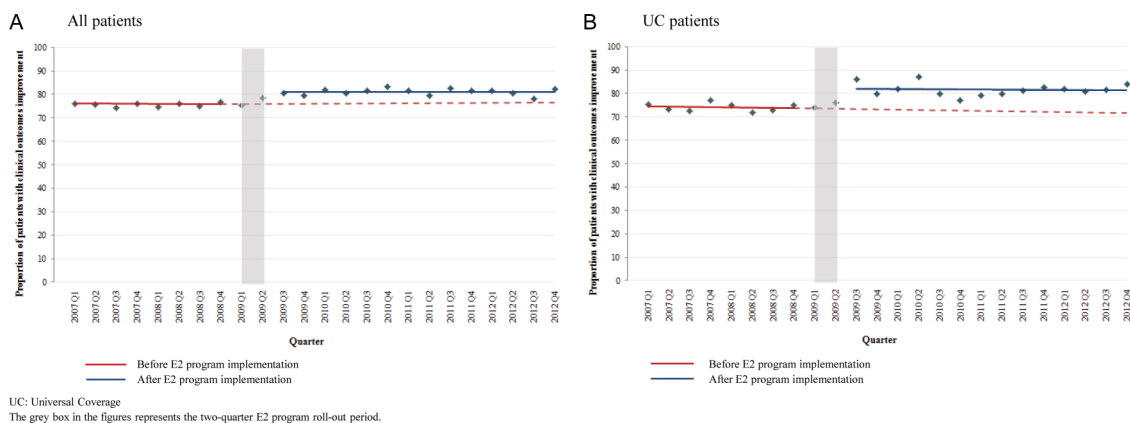 A
All patients
Proportion of patients with clinical outcomes improvement
100
90
80
70
60
50
40
30
20
10
0
2007 Q1
2007 Q2
2007 Q3
2007 Q4
2008 Q1
2008 Q2
2008 Q3
2008 Q4
2009 Q1
2009 Q2
2009 Q3
2009 Q4
2010 Q1
2010 Q2
2010 Q3
2010 Q4
2011 Q1
2011 Q2
2011 Q3
2011 Q4
2012 Q1
2012 Q2
2012 Q3
2012 Q4
Quarter
Before E2 program implementation
After E2 program implementation
B
UC patients
Proportion of patients with clinical outcomes improvement
100
90
80
70
60
50
40
30
20
10
0
2007 Q1
2007 Q2
2007 Q3
2007 Q4
2008 Q1
2008 Q2
2008 Q3
2008 Q4
2009 Q1
2009 Q2
2009 Q3
2009 Q4
2010 Q1
2010 Q2
2010 Q3
2010 Q4
2011 Q1
2011 Q2
2011 Q3
2011 Q4
2012 Q1
2012 Q2
2012 Q3
2012 Q4
Quarter
Before E2 program implementation
After E2 program implementation
UC: Universal Coverage
The grey box in the figures represents the two-quarter E2 program roll-out period.